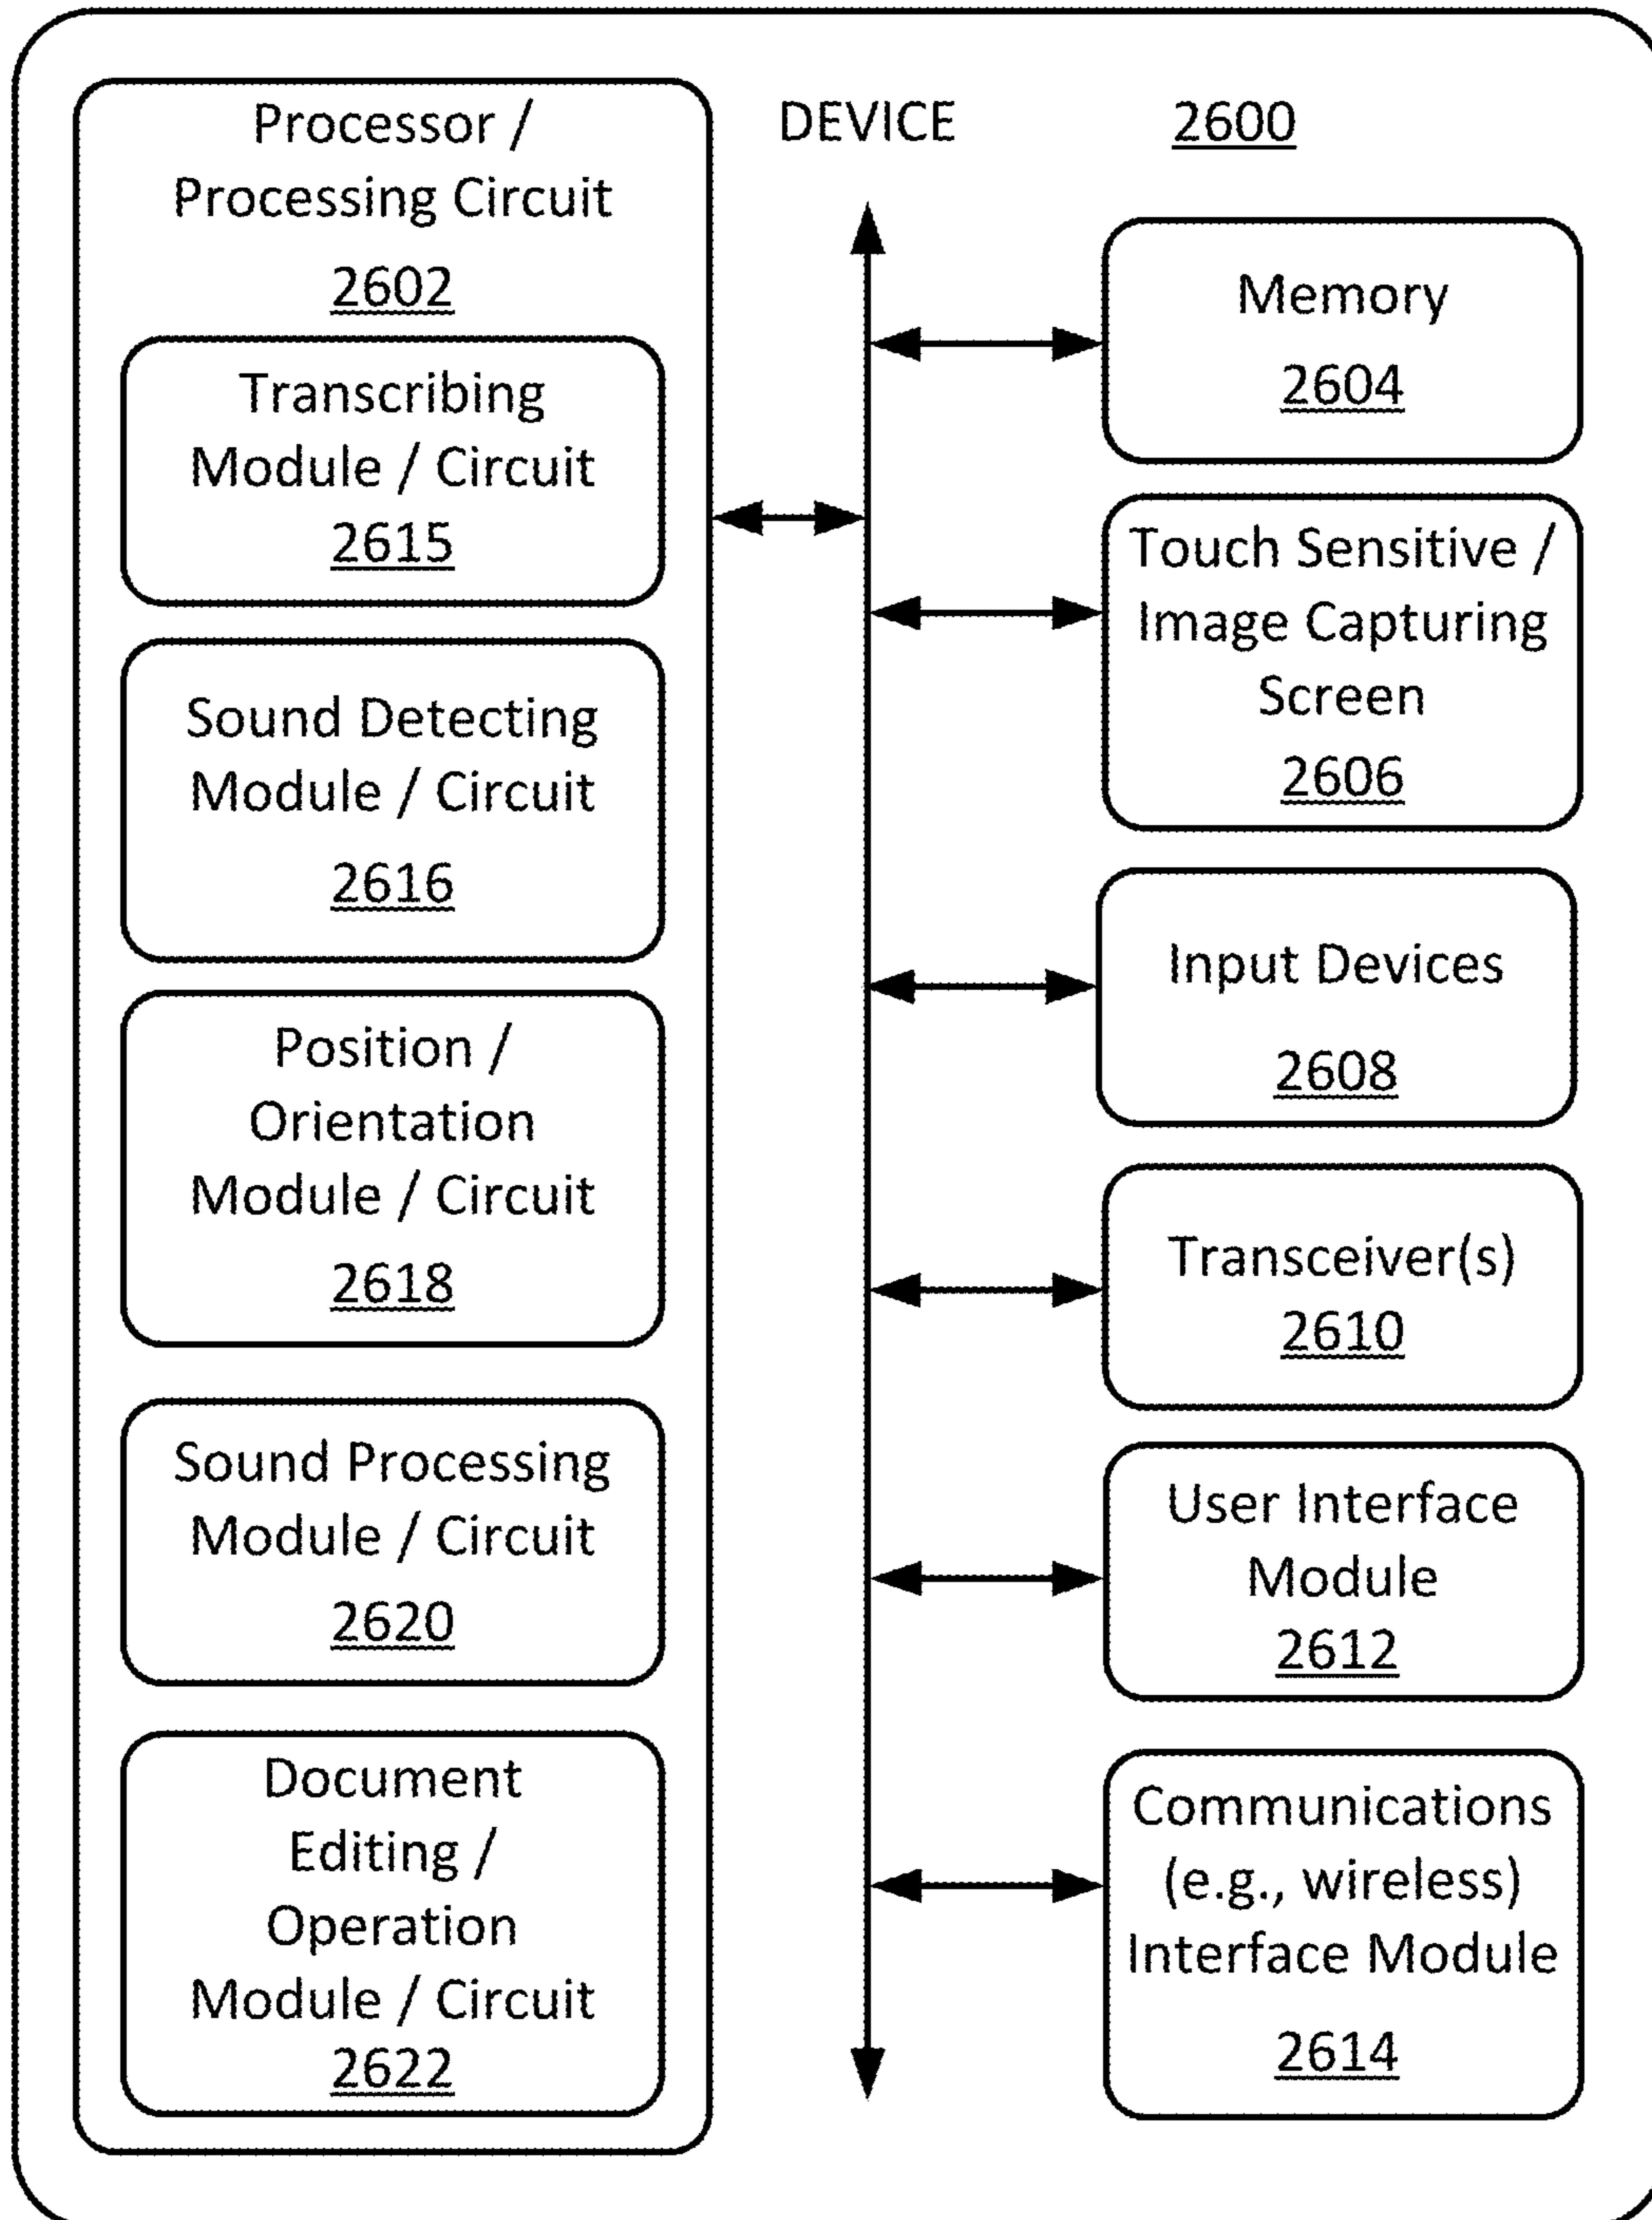 DEVICE 2600
Processor /
Processing Circuit
2602
Transcribing
Module / Circuit
2615
Sound Detecting
Module / Circuit
2616
Position /
Orientation
Module / Circuit
2618
Sound Processing
Module / Circuit
2620
Document
Editing /
Operation
Module / Circuit
2622
Memory
2604
Touch Sensitive /
Image Capturing
Screen
2606
Input Devices
2608
Transceiver(s)
2610
User Interface
Module
2612
Communications
(e.g., wireless)
Interface Module
2614